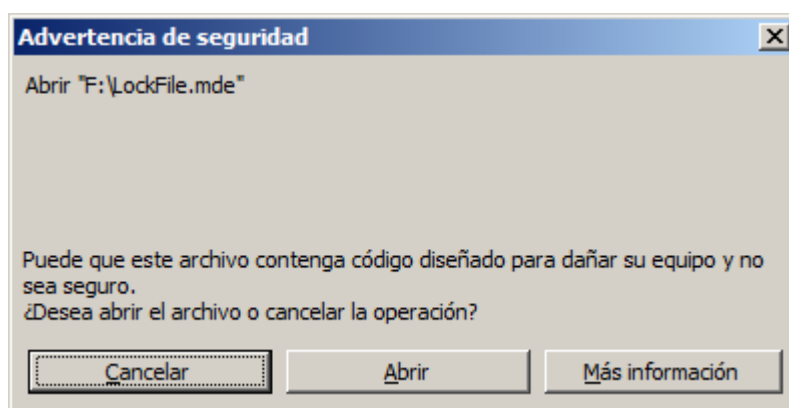 Advertencia de seguridad
Abrir "F:\LockFile.mde"
Puede que este archivo contenga código diseñado para dañar su equipo y no
sea seguro.
¿Desea abrir el archivo o cancelar la operación?
Cancelar Abrir Más información